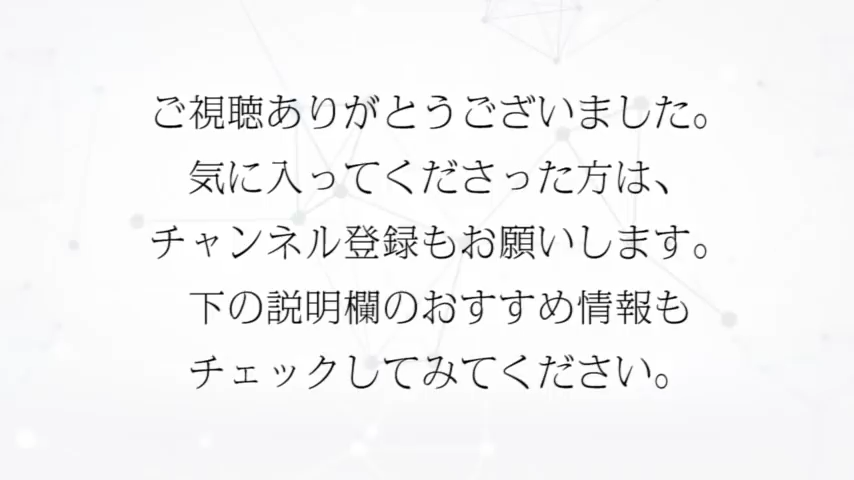 ご視聴ありがとうございました。
気に入ってくださった方は、
チャンネル登録もお願いします。
下の説明欄のおすすめ情報も
チェックしてみてください。